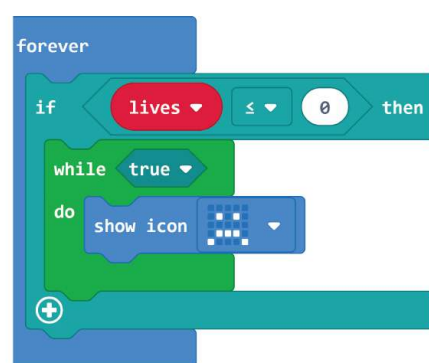 forever
if lives ≤ 0 then
while true
do
show icon